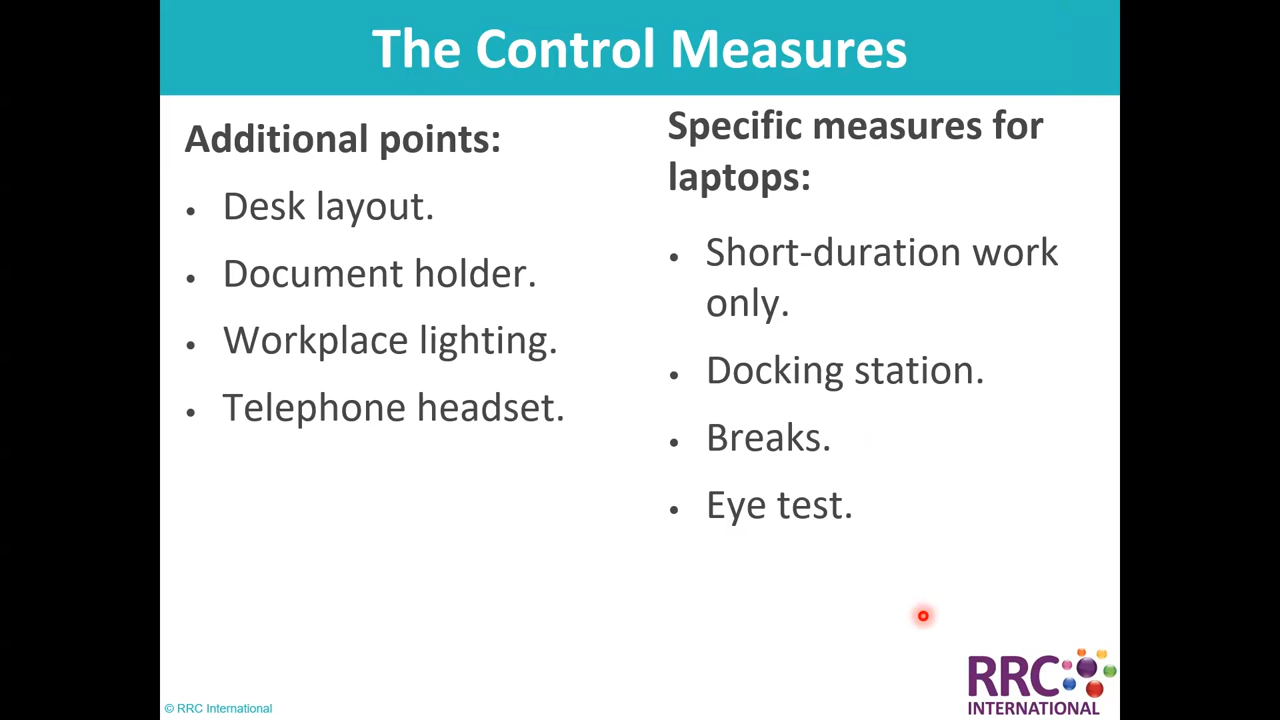 The Control Measures
Additional points:
• Desk layout.
• Document holder.
• Workplace lighting.
• Telephone headset.
Specific measures for
laptops:
• Short-duration work
only.
• Docking station.
• Breaks.
• Eye test.
© RRC International
RRC
INTERNATIONAL